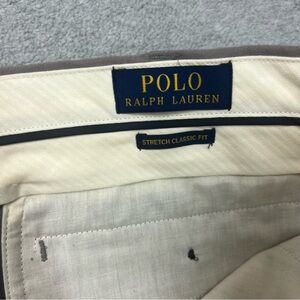 POLO
RALPH LAUREN
STRETCH CLASSIC FIT